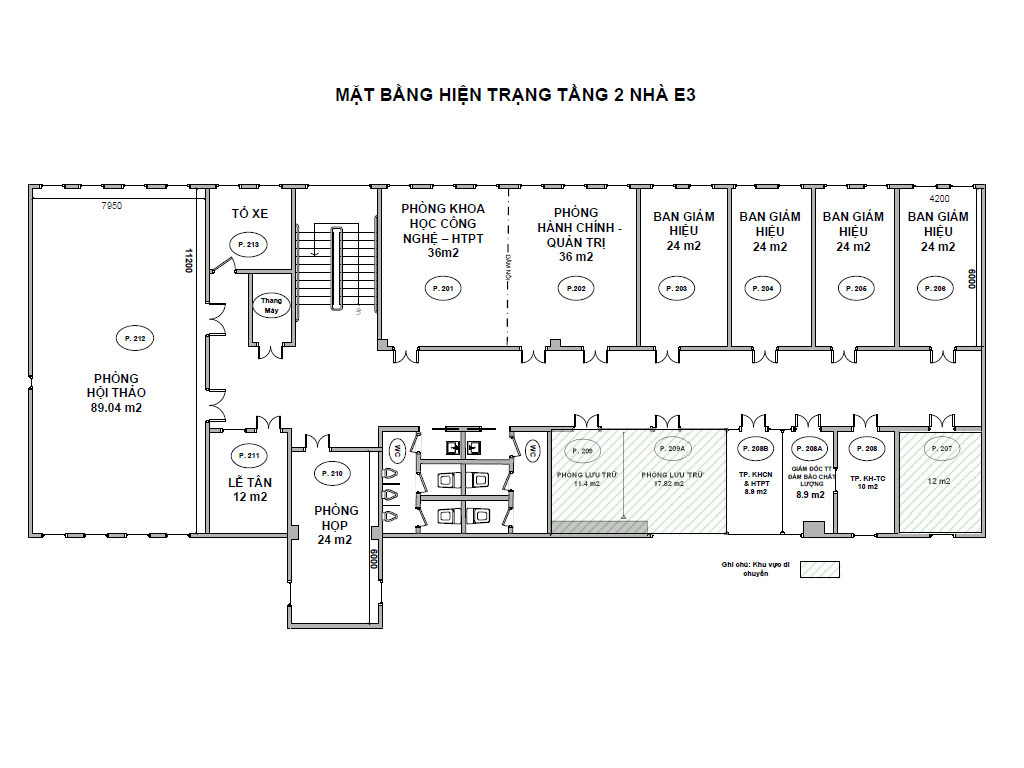 MẶT BẰNG HIỆN TRẠNG TẦNG 2 NHÀ E3
7950
11200
P. 212
PHÒNG
HỘI THẢO
89.04 m2
TỔ XE
P. 213
Thang
Máy
Up
PHÒNG KHOA
HỌC CÔNG
NGHỆ – HTPT
36m2
P. 201
DẦM NỔI
PHÒNG
HÀNH CHÍNH -
QUẢN TRỊ
36 m2
P.202
BAN GIÁM
HIỆU
24 m2
P. 203
BAN GIÁM
HIỆU
24 m2
P. 204
BAN GIÁM
HIỆU
24 m2
P. 205
4200
BAN GIÁM
HIỆU
24 m2
6000
P. 206
P. 211
LỄ TÂN
12 m2
P. 210
PHÒNG
HỌP
24 m2
6000
WC
WC
P. 209
PHÒNG LƯU TRỮ
11.4 m2
P. 209A
PHÒNG LƯU TRỮ
17.82 m2
P. 208B
TP. KHCN
& HTPT
8.9 m2
P. 208A
GIÁM ĐỐC TT
ĐẢM BẢO CHẤT
LƯỢNG
8.9 m2
P. 208
TP. KH-TC
10 m2
P. 207
12 m2
Ghi chú: Khu vực di
chuyển